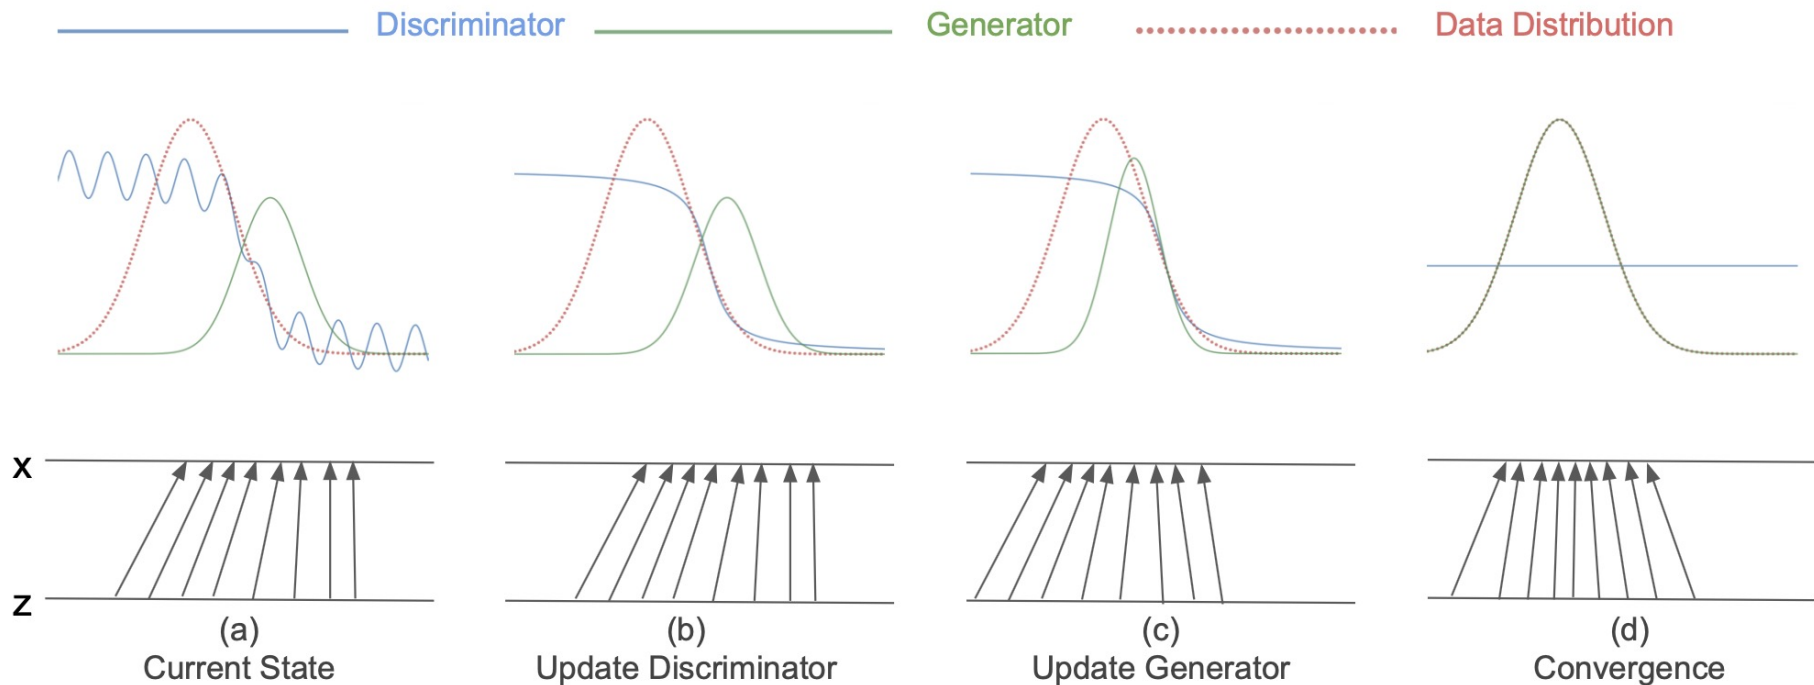 Discriminator Generator Data Distribution
X
Z
(a) (b) (c) (d)
Current State Update Discriminator Update Generator Convergence